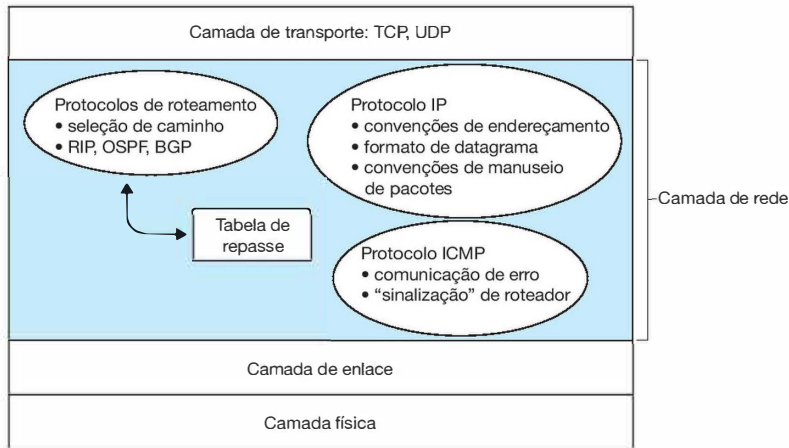 Camada de transporte: TCP, UDP
Protocolos de roteamento
• seleção de caminho
• RIP, OSPF, BGP
Protocolo IP
• convenções de endereçamento
• formato de datagrama
• convenções de manuseio
de pacotes
Camada de rede
Tabela de
repasse
Protocolo ICMP
• comunicação de erro
• “sinalização” de roteador
Camada de enlace
Camada física